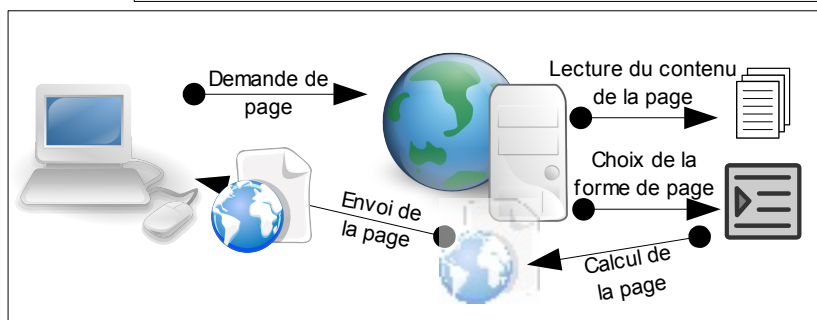 Demande de
page
Lecture du contenu
de la page
Choix de la
forme de page
Envoi de
la page
Calcul de
la page